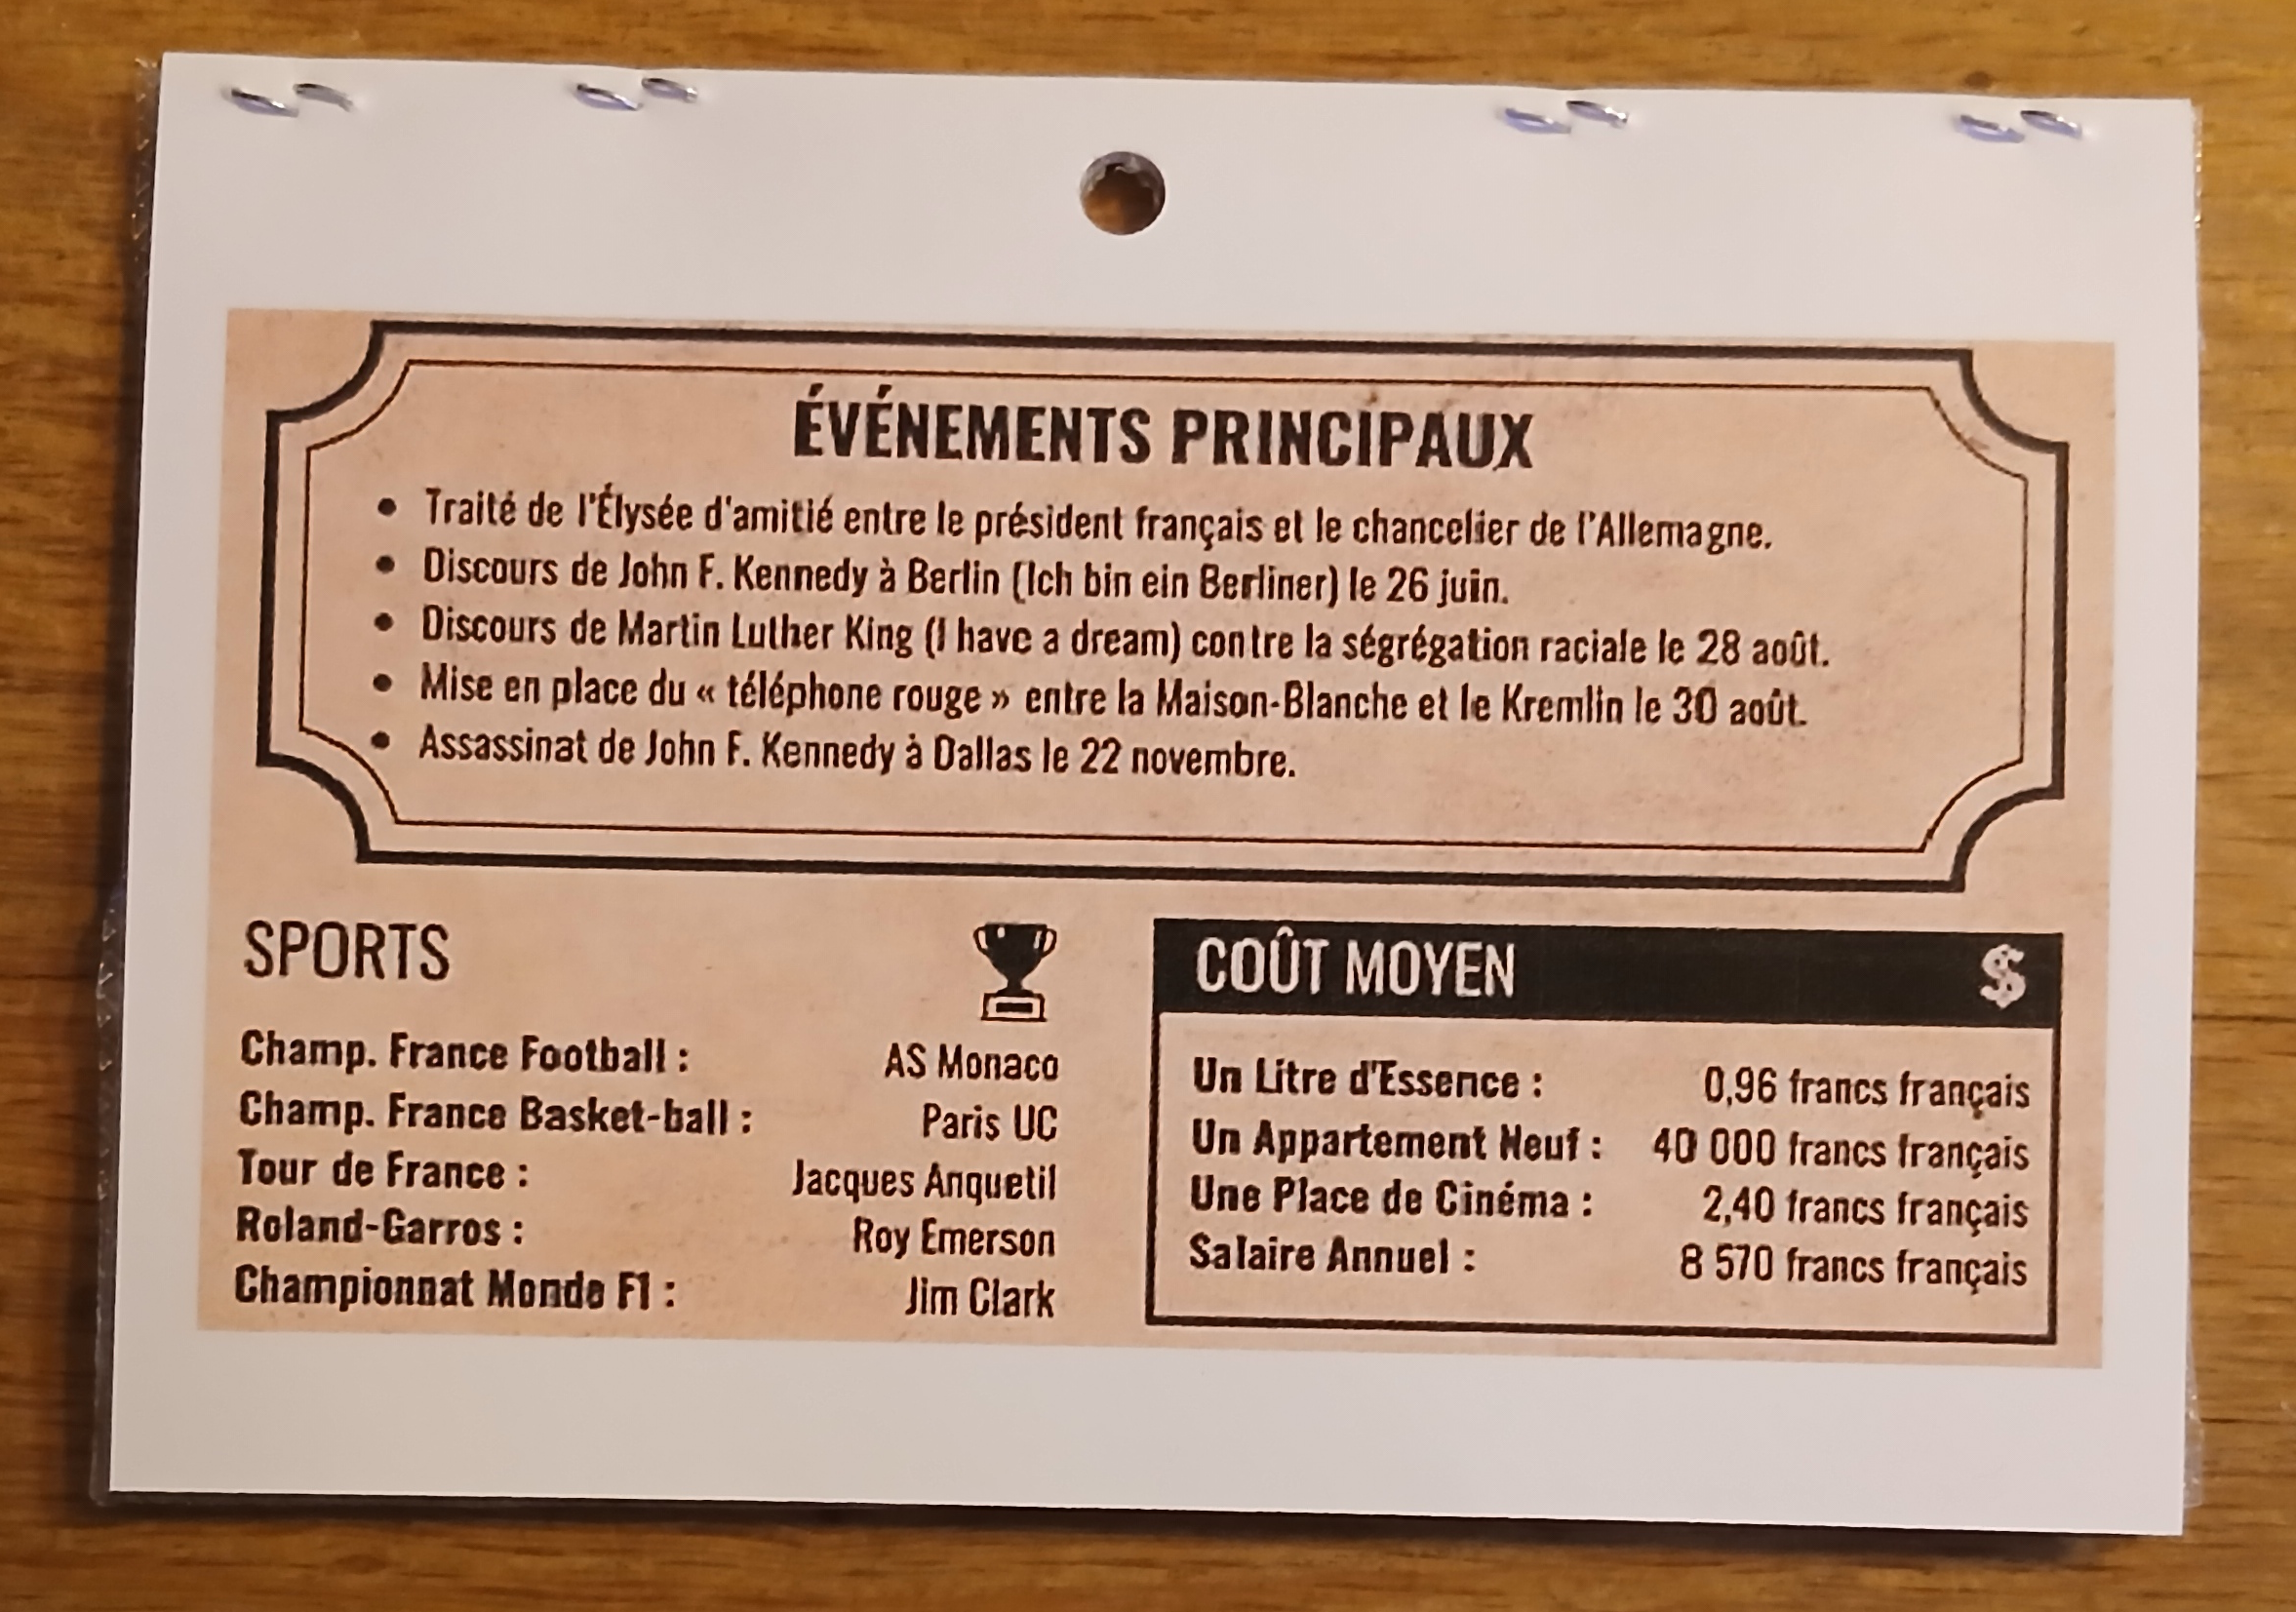 ÉVÉNEMENTS PRINCIPAUX
• Traité de l'Élysée d'amitié entre le président français et le chancelier de l'Allemagne.
• Discours de John F. Kennedy à Berlin (Ich bin ein Berliner) le 26 juin.
• Discours de Martin Luther King (I have a dream) contre la ségrégation raciale le 28 août.
• Mise en place du « téléphone rouge » entre la Maison-Blanche et le Kremlin le 30 août.
• Assassinat de John F. Kennedy à Dallas le 22 novembre.
SPORTS
Champ. France Football : AS Monaco
Champ. France Basket-ball : Paris UC
Tour de France : Jacques Anquetil
Roland-Garros : Roy Emerson
Championnat Monde F1 : Jim Clark
COÛT MOYEN $
Un Litre d'Essence : 0,96 francs français
Un Appartement Neuf : 40 000 francs français
Une Place de Cinéma : 2,40 francs français
Salaire Annuel : 8 570 francs français